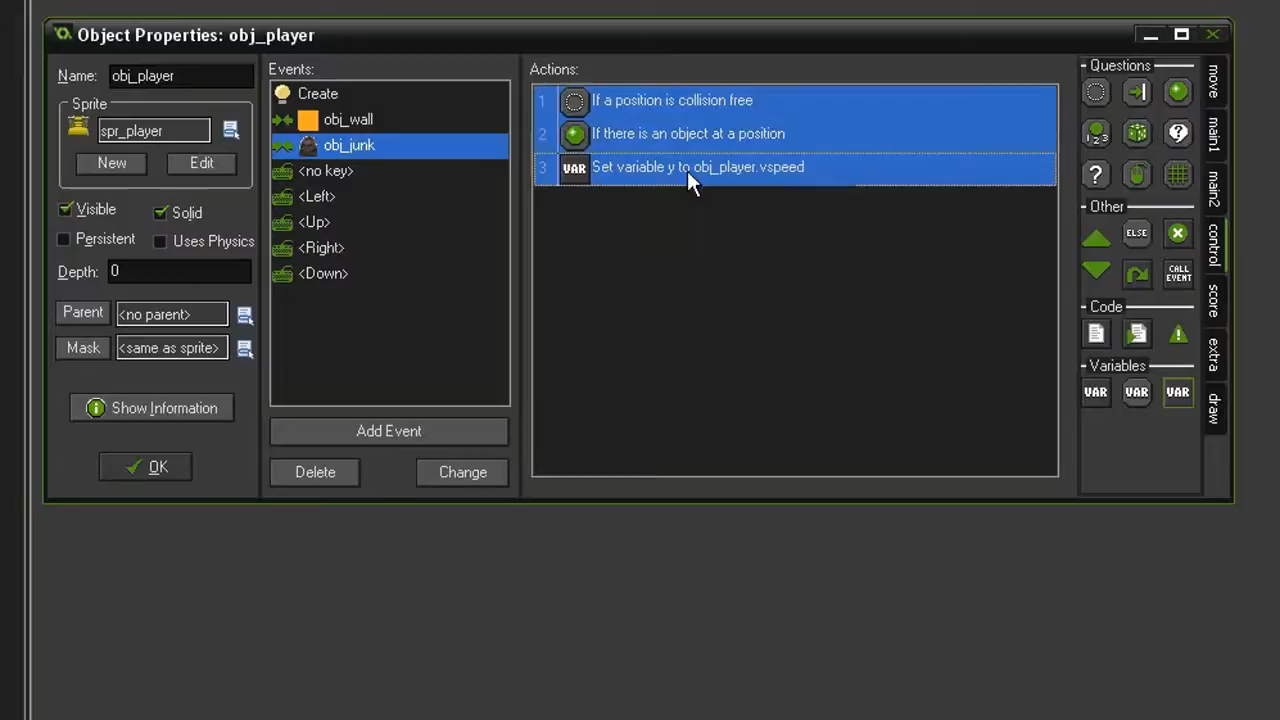 Object Properties: obj_player
Name: obj_player
Sprite
spr_player
New Edit
Visible Solid
Persistent Uses Physics
Depth: 0
Parent <no parent>
Mask <same as sprite>
Show Information
OK
Events:
Create
obj_wall
obj_junk
<no key>
<Left>
<Up>
<Right>
<Down>
Add Event
Delete Change
Actions:
1 If a position is collision free
2 If there is an object at a position
3 VAR Set variable y to obj_player.vspeed
Questions
1 2 3 ?
?
Other
ELSE
CALL EVENT
Code
Variables
VAR VAR VAR
move
main1
main2
control
score
extra
draw